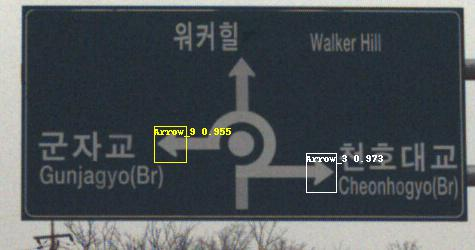 워커힐 Walker Hill
Arrow_9 0.955
Arrow_3 0.973
군자교
천호대교
Gunjagyo(Br)
Cheonhogyo(Br)